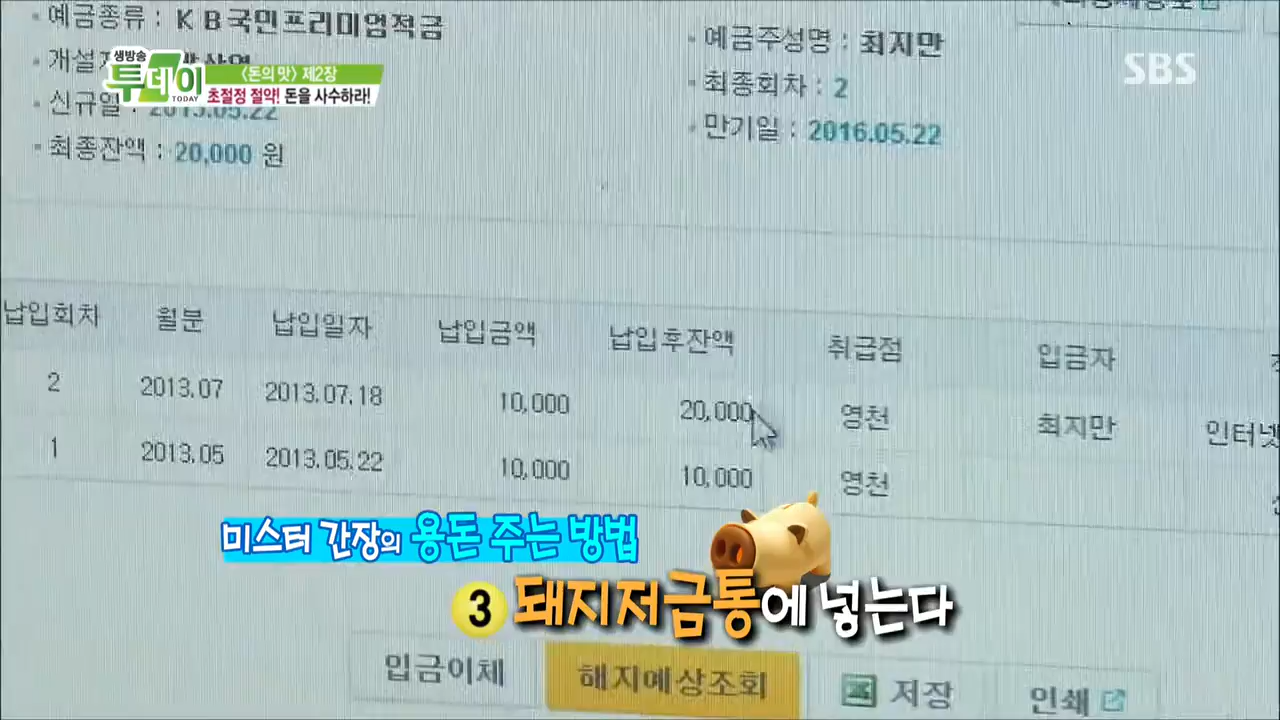 예금종류 : KB국민프리미엄적금
예금주성명 : 최지만
SBS
생방송
투데이
TODAY
<돈의 맛> 제2장
초절정 절약! 돈을 사수하라!
최종회차 : 2
신규일 : 2013.05.22
만기일 : 2016.05.22
최종잔액 : 20,000 원
납입회차 월분 납입일자 납입금액 납입후잔액 취급점 입금자
2 2013.07 2013.07.18 10,000 20,000 영천 최지만 인터넷
1 2013.05 2013.05.22 10,000 10,000 영천
미스터 간장의 용돈 주는 방법
3 돼지저금통에 넣는다
입금이체 해지예상조회 저장 인쇄